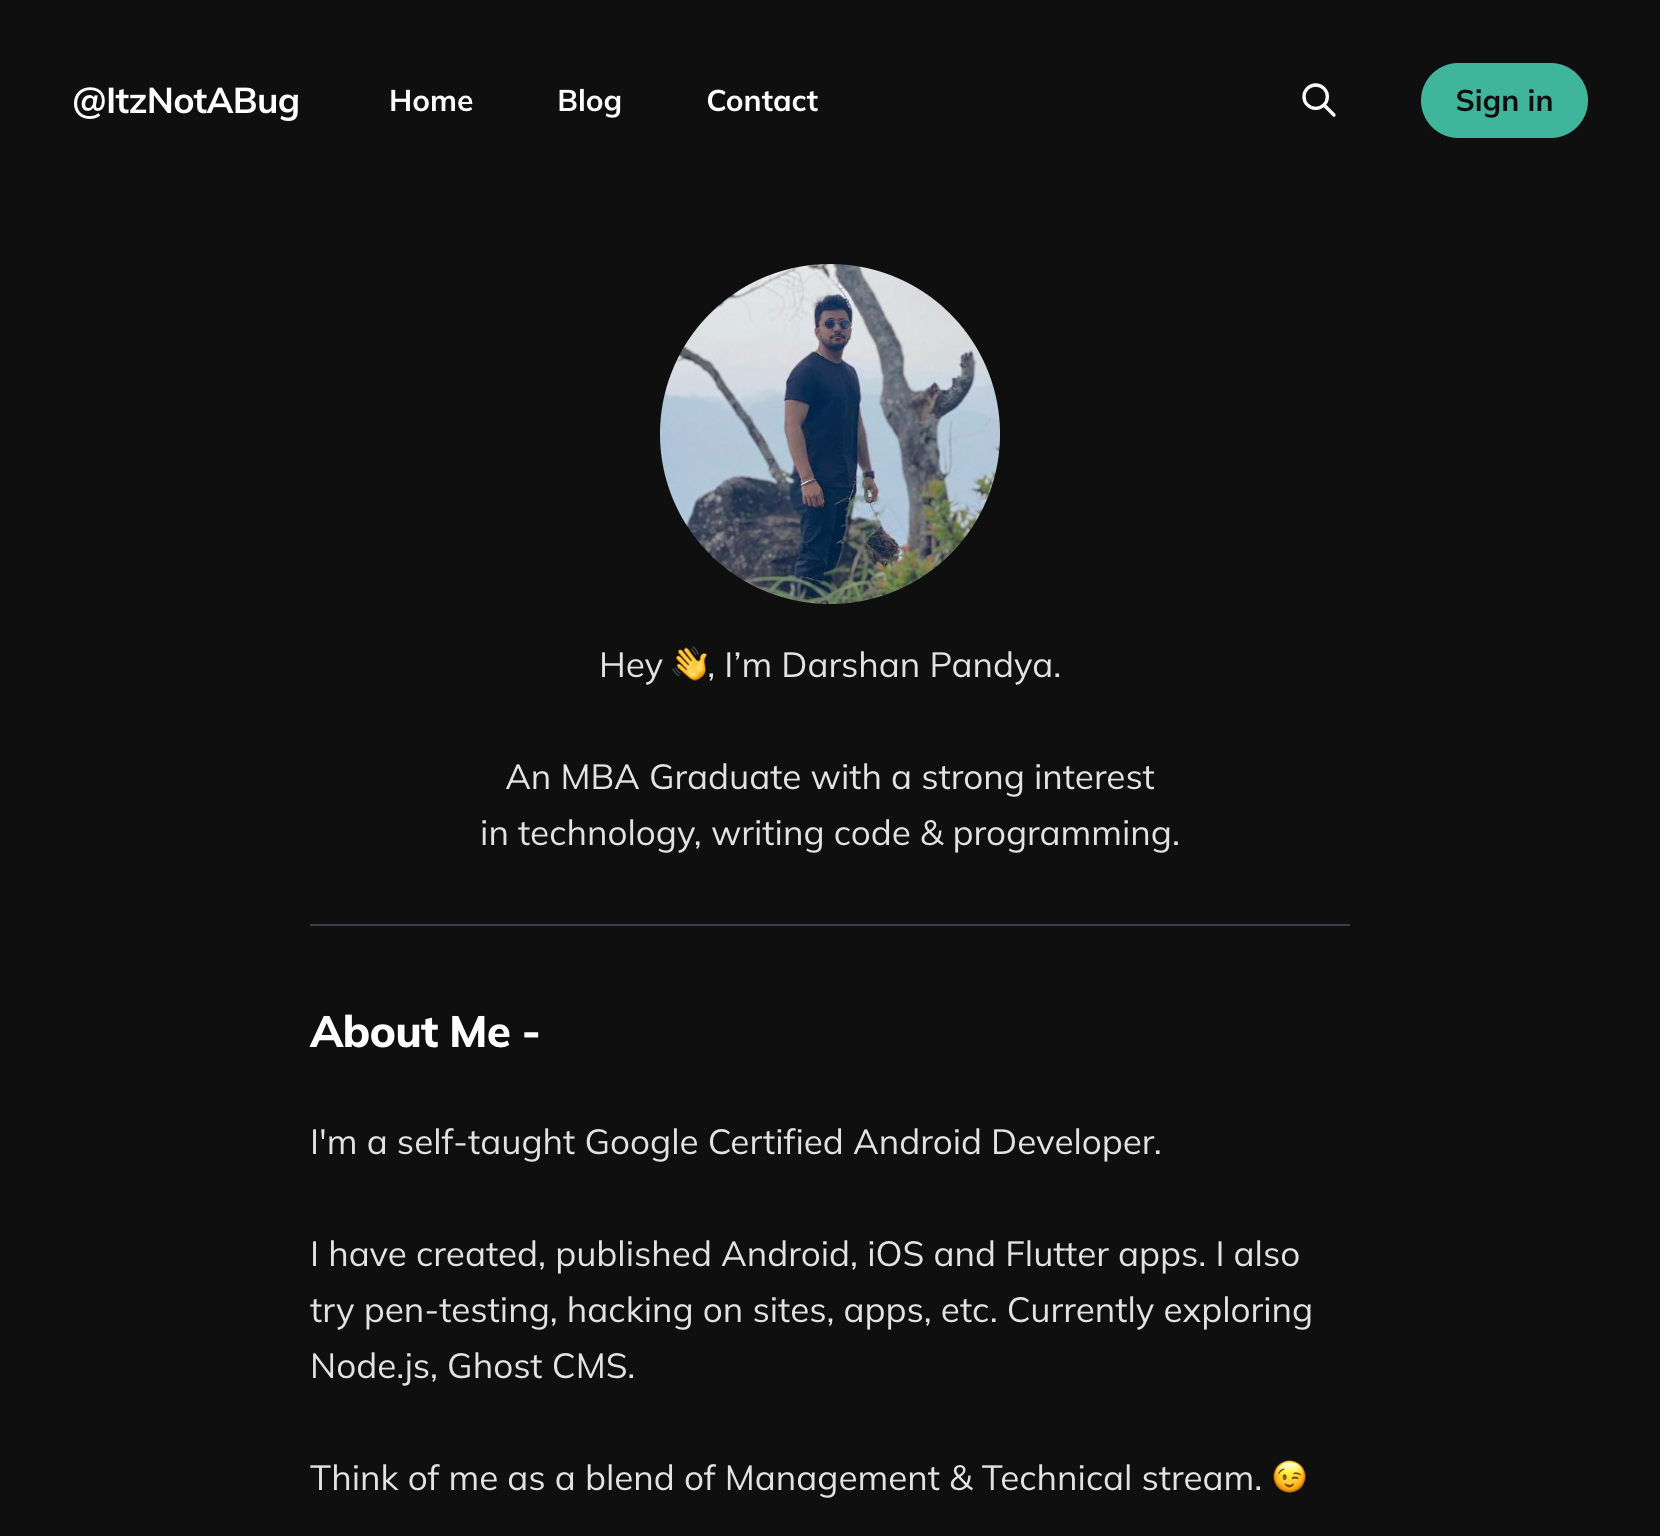 @ItzNotABug Home Blog Contact Sign in
Hey 👋, I’m Darshan Pandya.
An MBA Graduate with a strong interest
in technology, writing code & programming.
About Me -
I'm a self-taught Google Certified Android Developer.
I have created, published Android, iOS and Flutter apps. I also
try pen-testing, hacking on sites, apps, etc. Currently exploring
Node.js, Ghost CMS.
Think of me as a blend of Management & Technical stream. 😉